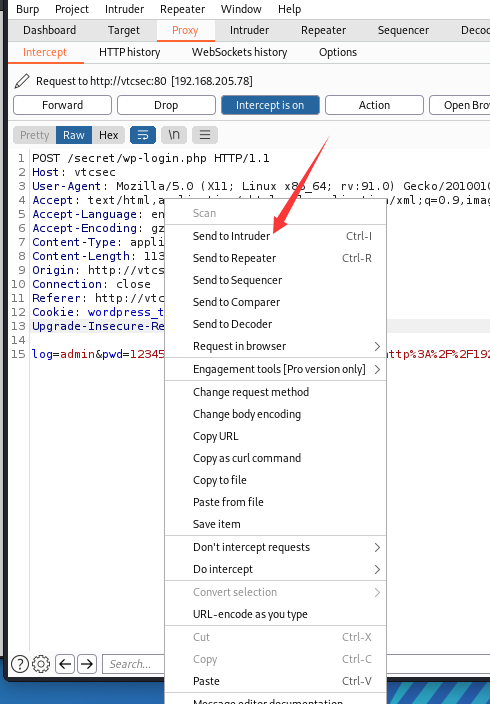 Burp Project Intruder Repeater Window Help
Dashboard Target Proxy Intruder Repeater Sequencer Deco
Intercept HTTP history WebSockets history Options
Request to http://vtcsec:80 [192.168.205.78]
Forward Drop Intercept is on Action Open Bro
Pretty Raw Hex \n
1 POST /secret/wp-login.php HTTP/1.1
2 Host: vtcsec
3 User-Agent: Mozilla/5.0 (X11; Linux x86_64; rv:91.0) Gecko/2010010
4 Accept: text/html,
5 Accept-Language: en
6 Accept-Encoding: gz
7 Content-Type: appli
8 Content-Length: 113
9 Origin: http://vtcs
10 Connection: close
11 Referer: http://vtc
12 Cookie: wordpress_t
13 Upgrade-Insecure-Re
14
15 log=admin&pwd=12345 ttp%3A%2F%2F192
Scan
Send to Intruder Ctrl-I
Send to Repeater Ctrl-R
Send to Sequencer
Send to Comparer
Send to Decoder
Request in browser
Engagement tools [Pro version only]
Change request method
Change body encoding
Copy URL
Copy as curl command
Copy to file
Paste from file
Save item
Don't intercept requests
Do intercept
Convert selection
URL-encode as you type
Cut Ctrl-X
Copy Ctrl-C
Paste Ctrl-V
Message editor documentation
Search...